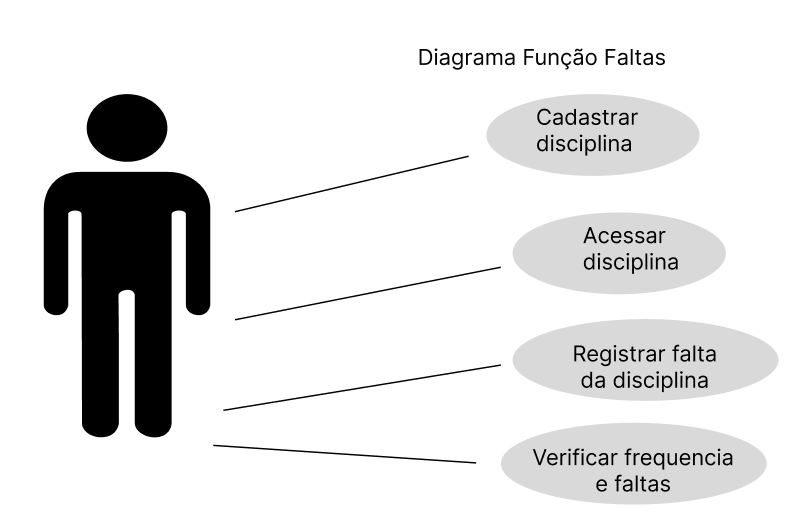 Diagrama Função Faltas
Cadastrar
disciplina
Acessar
disciplina
Registrar falta
da disciplina
Verificar frequencia
e faltas